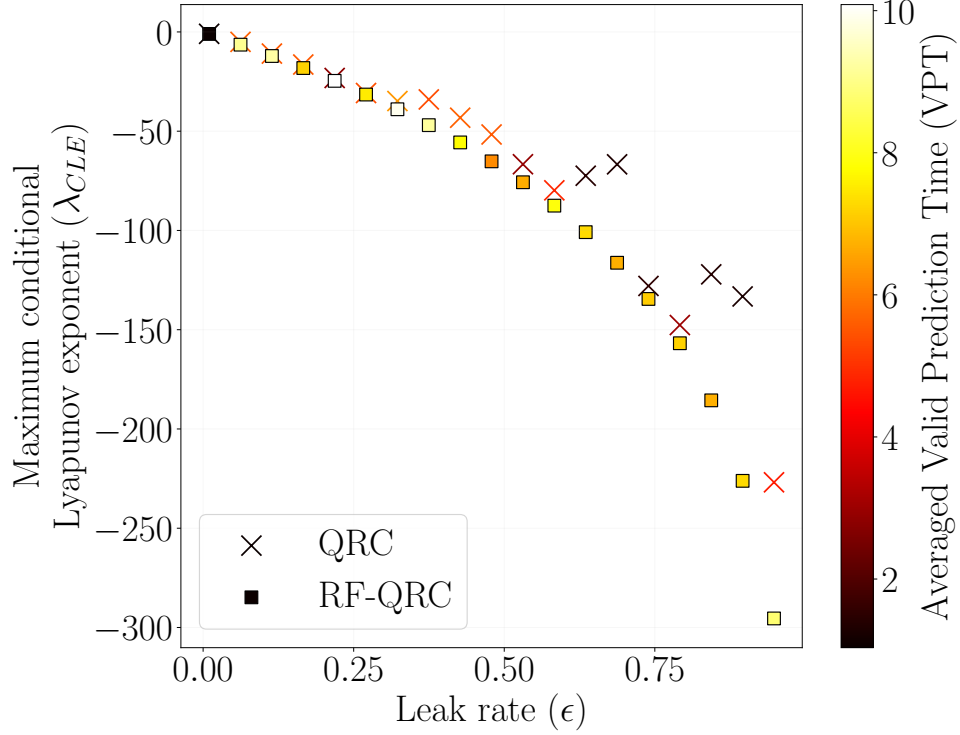 Maximum conditional
Lyapunov exponent (λ_CLE)
0
−50
−100
−150
−200
−250
−300
0.00
0.25
0.50
0.75
Leak rate (ϵ)
QRC
RF-QRC
10
8
6
4
2
Averaged Valid Prediction Time (VPT)